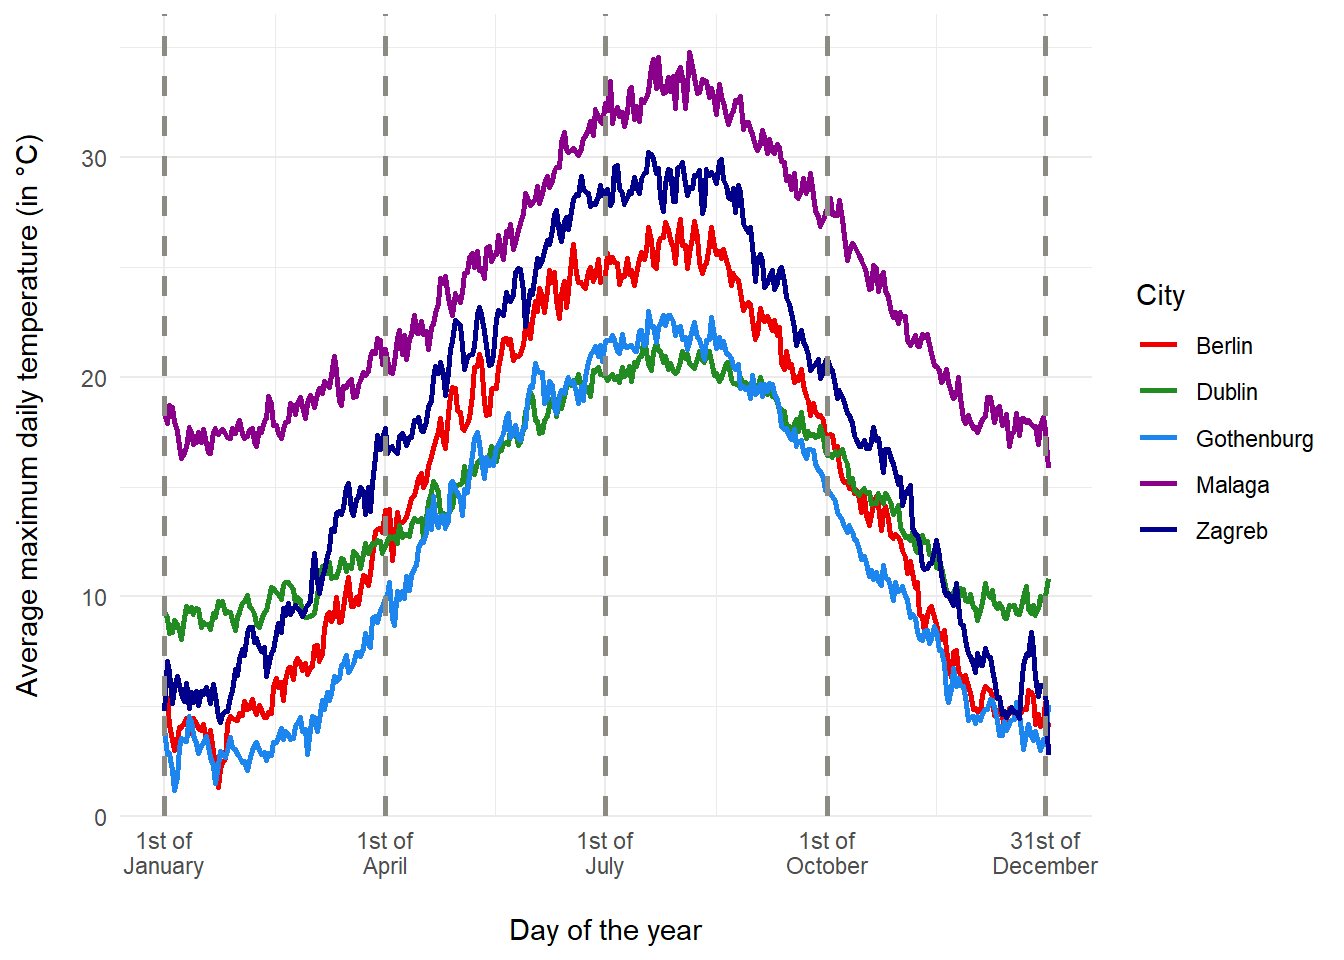 Average maximum daily temperature (in °C)
30
20
10
0
1st of
January
1st of
April
1st of
July
1st of
October
31st of
December
Day of the year
City
Berlin
Dublin
Gothenburg
Malaga
Zagreb